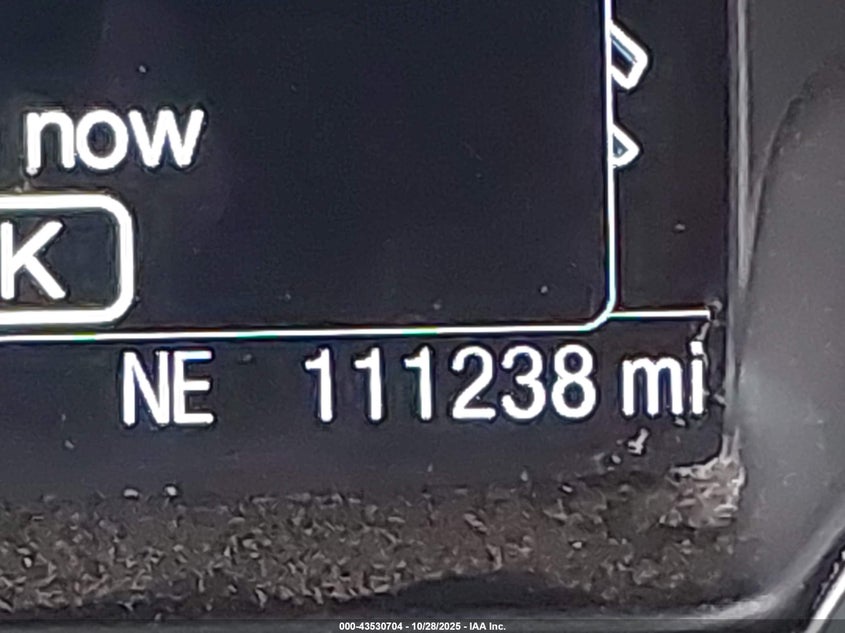 now
K
NE 111238 mi
000-43530704 - 10/28/2025 - IAA Inc.